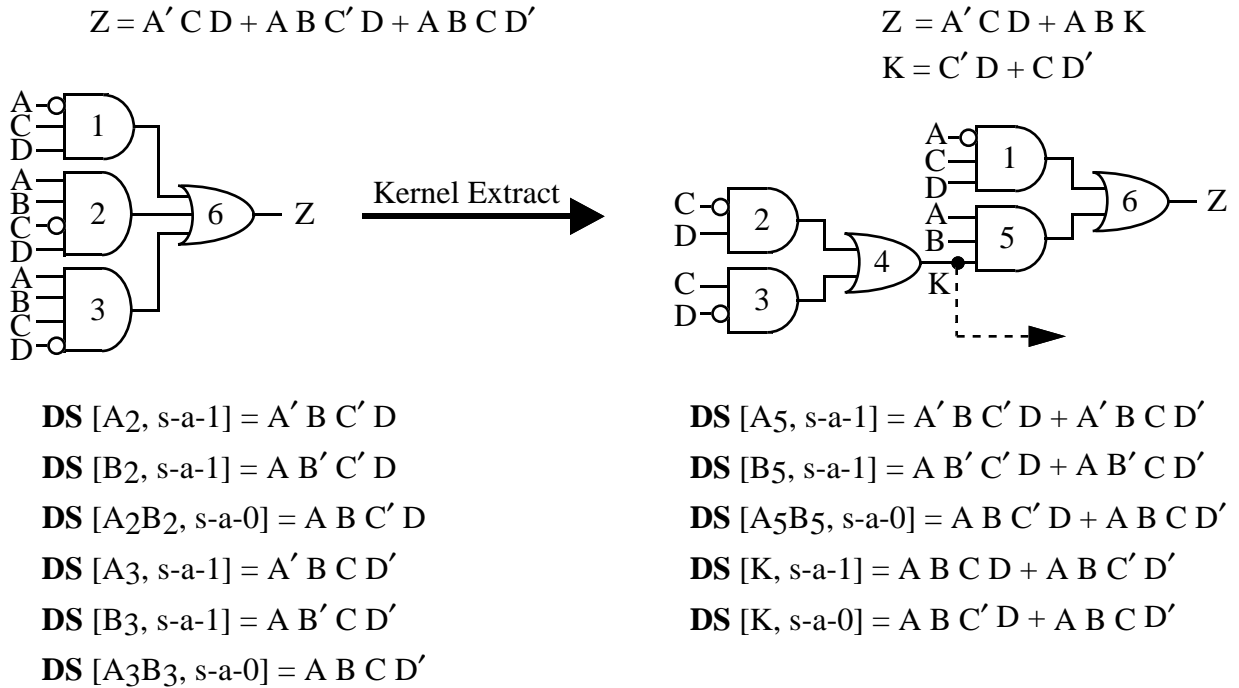 Z = A′ C D + A B C′ D + A B C D′
A
C
D
1
A
B
C
D
2
A
B
C
D
3
6
Z
Kernel Extract
Z = A′ C D + A B K
K = C′ D + C D′
A
C
D
1
C
D
2
A
B
5
6
Z
C
D
3
4
K
DS [A2, s-a-1] = A′ B C′ D
DS [B2, s-a-1] = A B′ C′ D
DS [A2B2, s-a-0] = A B C′ D
DS [A3, s-a-1] = A′ B C D′
DS [B3, s-a-1] = A B′ C D′
DS [A3B3, s-a-0] = A B C D′
DS [A5, s-a-1] = A′ B C′ D + A′ B C D′
DS [B5, s-a-1] = A B′ C′ D + A B′ C D′
DS [A5B5, s-a-0] = A B C′ D + A B C D′
DS [K, s-a-1] = A B C D + A B C′ D′
DS [K, s-a-0] = A B C′ D + A B C D′